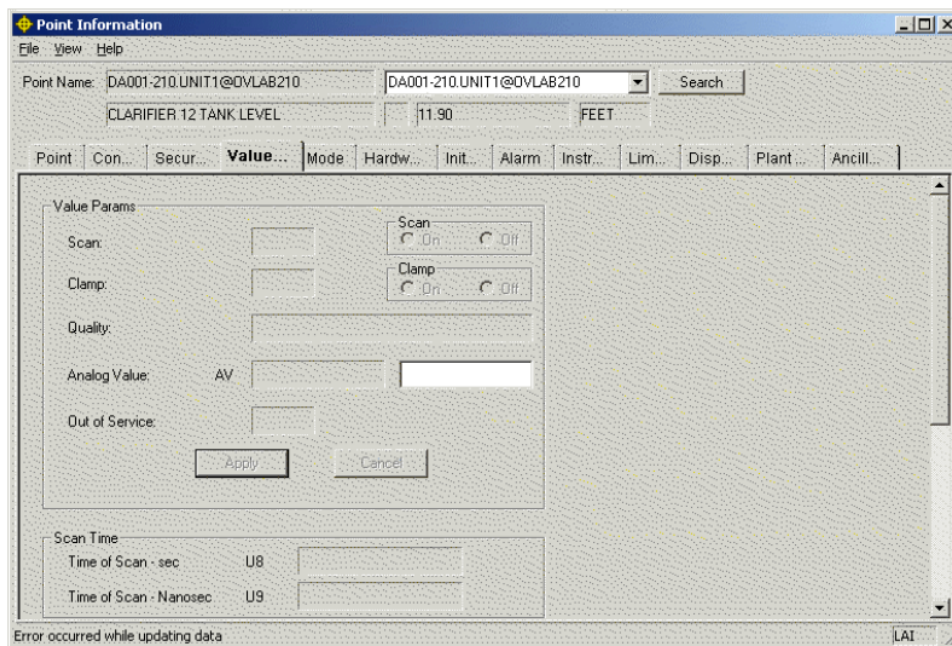 Point Information
File View Help
Point Name: DA001-210.UNIT1@OVLAB210 DA001-210.UNIT1@OVLAB210 Search
CLARIFIER 12 TANK LEVEL 11.90 FEET
Point Con... Secur... Value... Mode Hardw... Init... Alarm Instr... Lim... Disp... Plant ... Ancill...
Value Params
Scan: Scan On Off
Clamp: Clamp On Off
Quality:
Analog Value: AV
Out of Service:
Apply Cancel
Scan Time
Time of Scan - sec U8
Time of Scan - Nanosec U9
Error occurred while updating data LAI